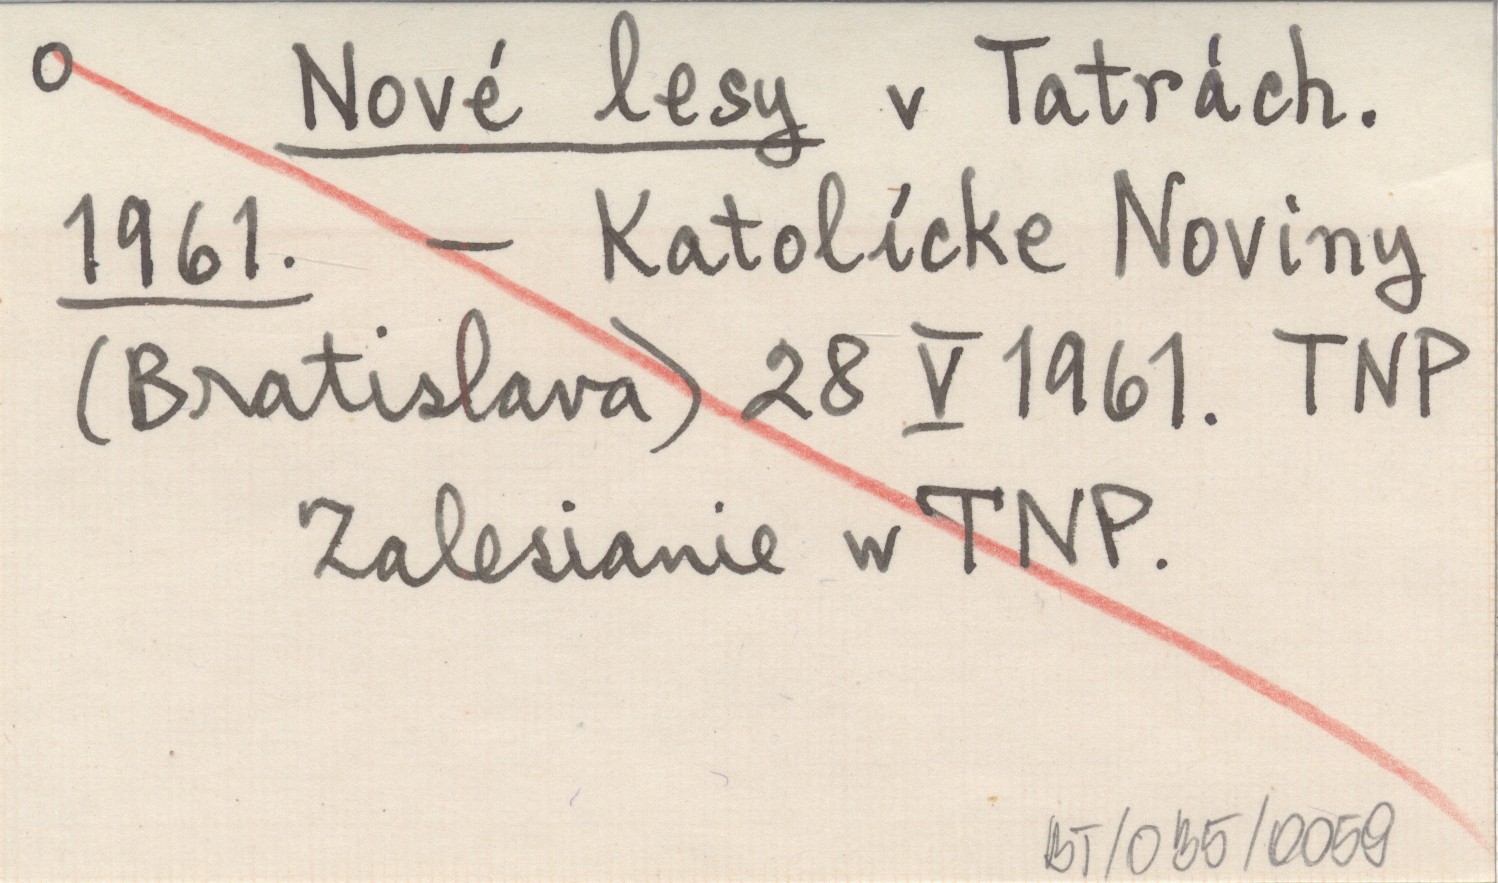 o Nové lesy v Tatrách.
1961. — Katolícke Noviny
(Bratislava) 28 V 1961. TNP
Zalesianie w TNP.
BT/035/0059